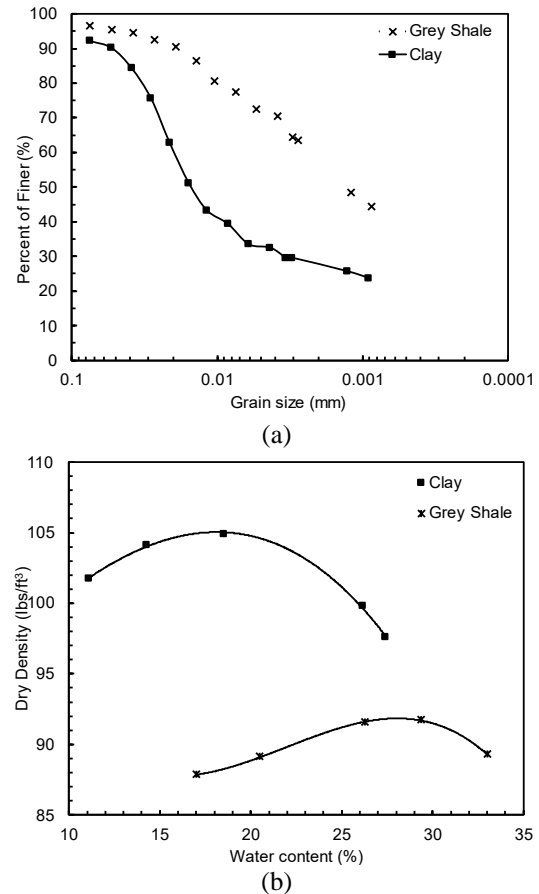 100
90
80
70
60
50
40
30
20
10
0
Percent of Finer (%)
Grey Shale
Clay
0.1 0.01 0.001 0.0001
Grain size (mm)
(a)
110
105
100
95
90
85
Dry Density (lbs/ft³)
Clay
Grey Shale
10 15 20 25 30 35
Water content (%)
(b)